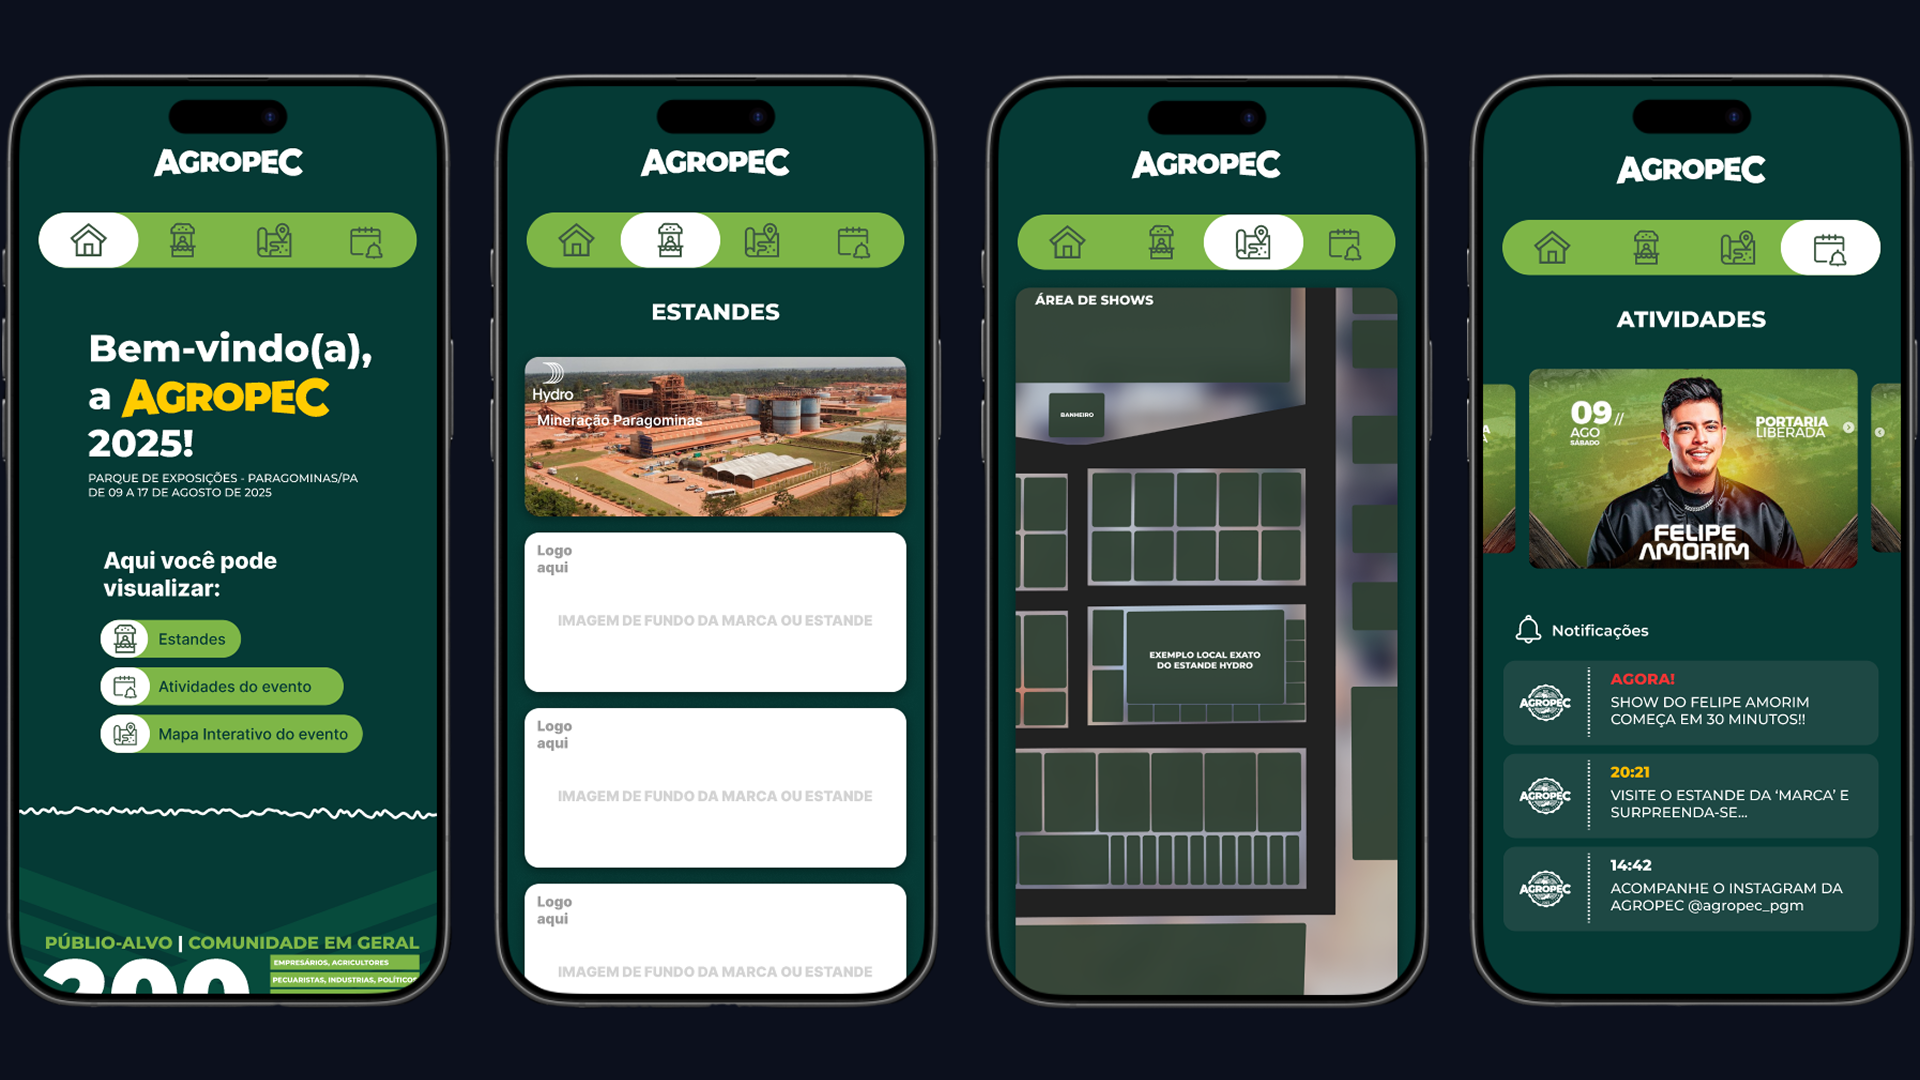 AGROPEC
Bem-vindo(a),
a AGROPEC
2025!
PARQUE DE EXPOSIÇÕES - PARAGOMINAS/PA
DE 09 A 17 DE AGOSTO DE 2025
Aqui você pode
visualizar:
Estandes
Atividades do evento
Mapa Interativo do evento
PÚBLIO-ALVO | COMUNIDADE EM GERAL
200
EMPRESÁRIOS, AGRICULTORES
PECUARISTAS, INDUSTRIAS, POLÍTICOS
AGROPEC
ESTANDES
Hydro
Mineração Paragominas
Logo
aqui
IMAGEM DE FUNDO DA MARCA OU ESTANDE
Logo
aqui
IMAGEM DE FUNDO DA MARCA OU ESTANDE
Logo
aqui
IMAGEM DE FUNDO DA MARCA OU ESTANDE
AGROPEC
ÁREA DE SHOWS
BANHEIRO
EXEMPLO LOCAL EXATO
DO ESTANDE HYDRO
AGROPEC
ATIVIDADES
09//
AGO
SÁBADO
PORTARIA
LIBERADA
FELIPE
AMORIM
Notificações
AGROPEC
AGORA!
SHOW DO FELIPE AMORIM
COMEÇA EM 30 MINUTOS!!
AGROPEC
20:21
VISITE O ESTANDE DA ‘MARCA’ E
SURPREENDA-SE...
AGROPEC
14:42
ACOMPANHE O INSTAGRAM DA
AGROPEC @agropec_pgm